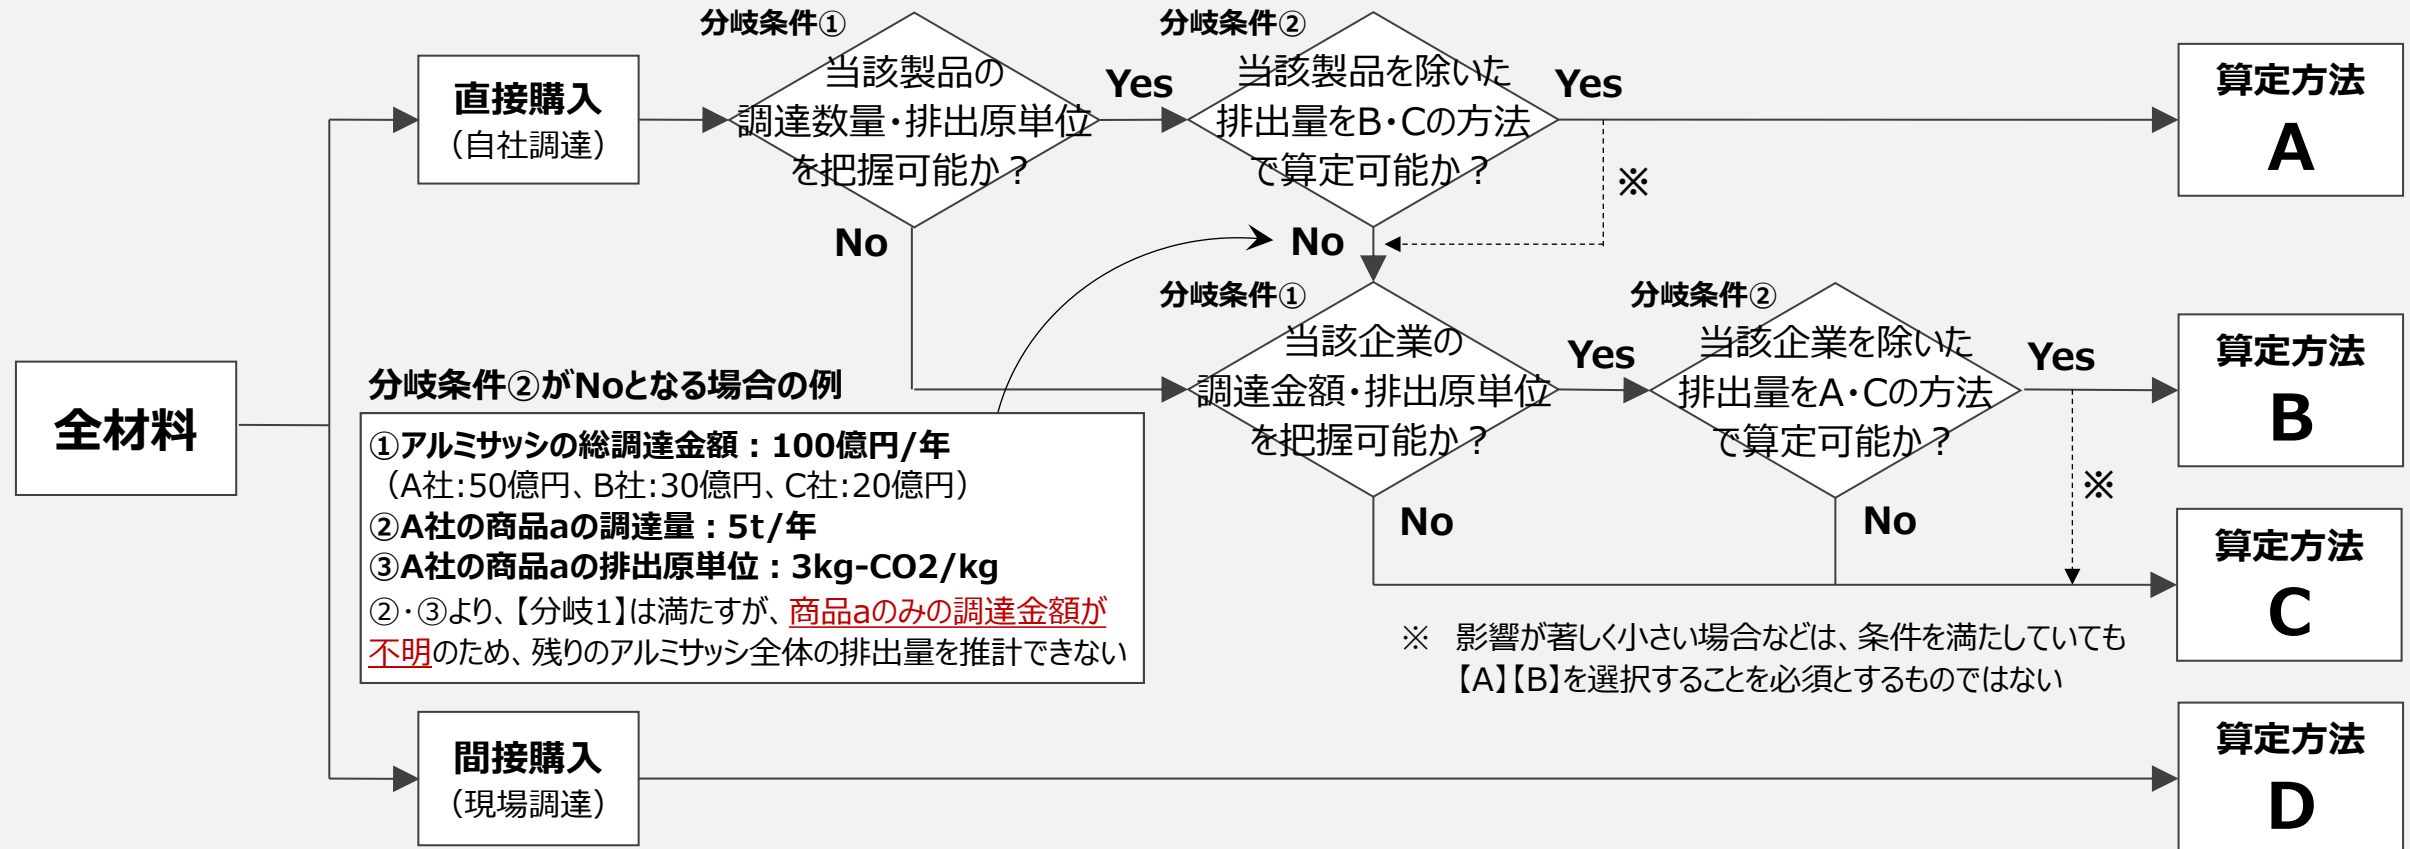 全材料
直接購入
（自社調達）
分岐条件①
当該製品の
調達数量・排出原単位
を把握可能か？
Yes
No
分岐条件②
当該製品を除いた
排出量をB・Cの方法
で算定可能か？
Yes
※
No
算定方法
A
分岐条件①
当該企業の
調達金額・排出原単位
を把握可能か？
Yes
No
分岐条件②
当該企業を除いた
排出量をA・Cの方法
で算定可能か？
Yes
※
No
算定方法
B
算定方法
C
分岐条件②がNoとなる場合の例
①アルミサッシの総調達金額：100億円/年
（A社:50億円、B社:30億円、C社:20億円）
②A社の商品aの調達量：5t/年
③A社の商品aの排出原単位：3kg-CO2/kg
②・③より、【分岐1】は満たすが、商品aのみの調達金額が
不明のため、残りのアルミサッシ全体の排出量を推計できない
※　影響が著しく小さい場合などは、条件を満たしていても
【A】【B】を選択することを必須とするものではない
間接購入
（現場調達）
算定方法
D